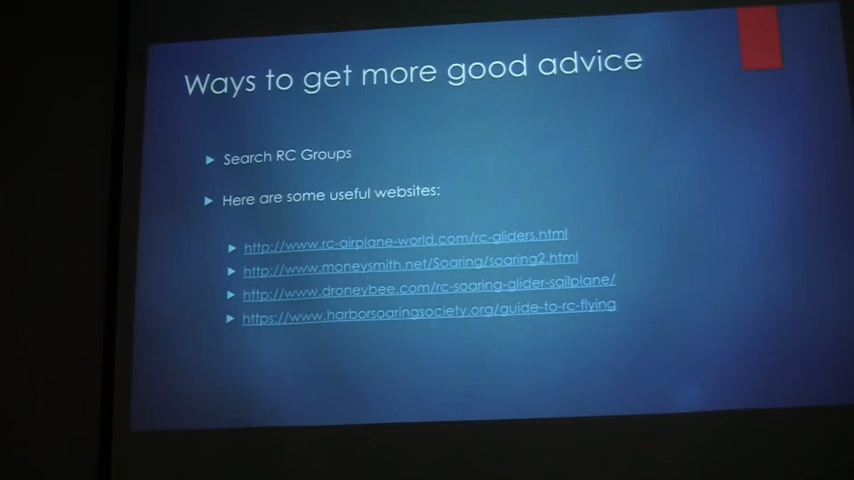 Ways to get more good advice
Search RC Groups
Here are some useful websites:
http://www.rc-airplane-world.com/rc-gliders.html
http://www.moneysmith.net/Soaring/soaring2.html
http://www.droneybee.com/rc-soaring-glider-sailplane/
https://www.harborsoaringsociety.org/guide-to-rc-flying